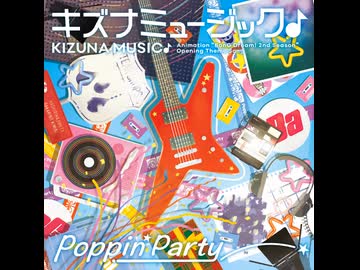 キズナミュージック♪
KIZUNA MUSIC♪
Animation "BanG Dream! 2nd Season"
Opening Theme Song
Pa
Poppin'Party